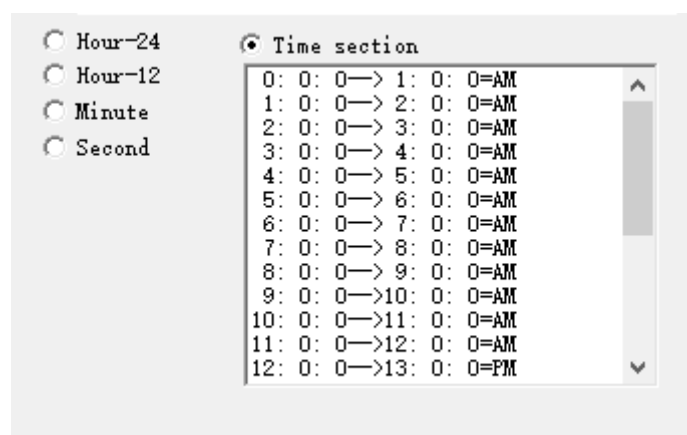 Hour-24
Hour-12
Minute
Second
Time section
0: 0: 0—> 1: 0: 0=AM
1: 0: 0—> 2: 0: 0=AM
2: 0: 0—> 3: 0: 0=AM
3: 0: 0—> 4: 0: 0=AM
4: 0: 0—> 5: 0: 0=AM
5: 0: 0—> 6: 0: 0=AM
6: 0: 0—> 7: 0: 0=AM
7: 0: 0—> 8: 0: 0=AM
8: 0: 0—> 9: 0: 0=AM
9: 0: 0—>10: 0: 0=AM
10: 0: 0—>11: 0: 0=AM
11: 0: 0—>12: 0: 0=AM
12: 0: 0—>13: 0: 0=PM